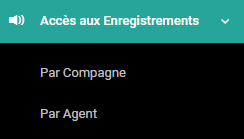 Accès aux Enregistrements
Par Compagne
Par Agent